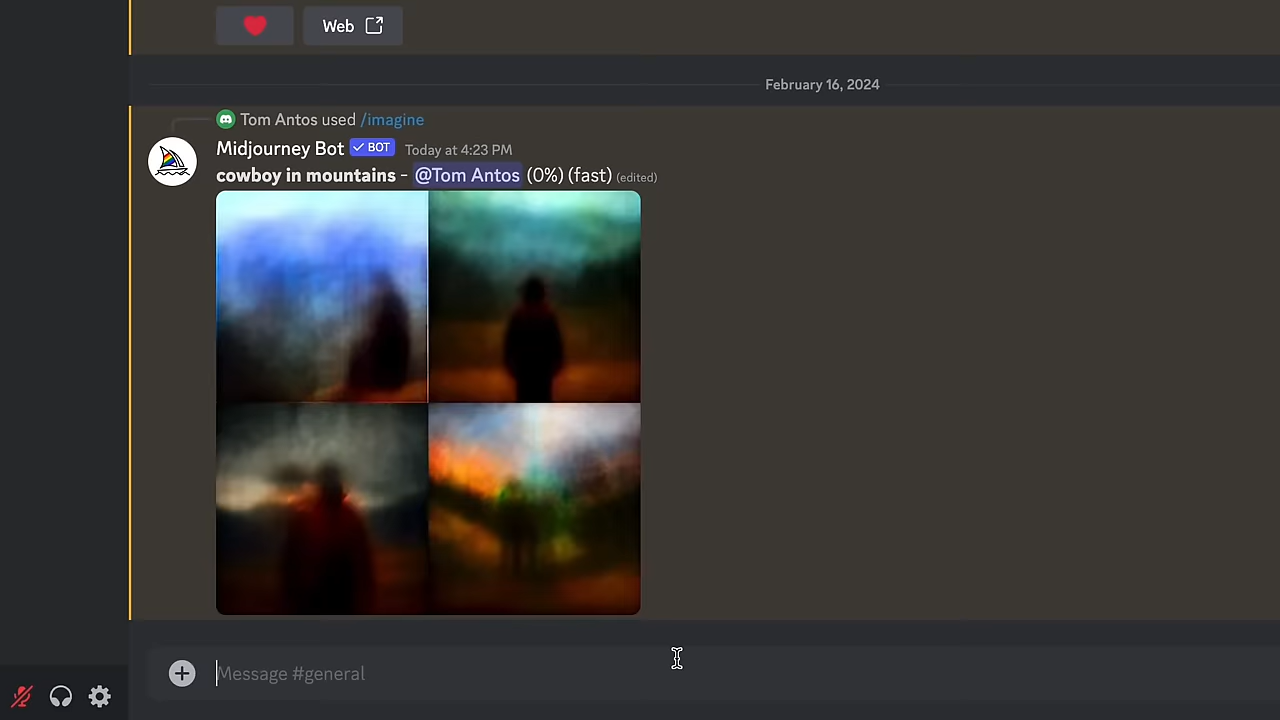 Web
February 16, 2024
Tom Antos used /imagine
Midjourney Bot ✓ BOT Today at 4:23 PM
cowboy in mountains - @Tom Antos (0%) (fast) (edited)
Message #general